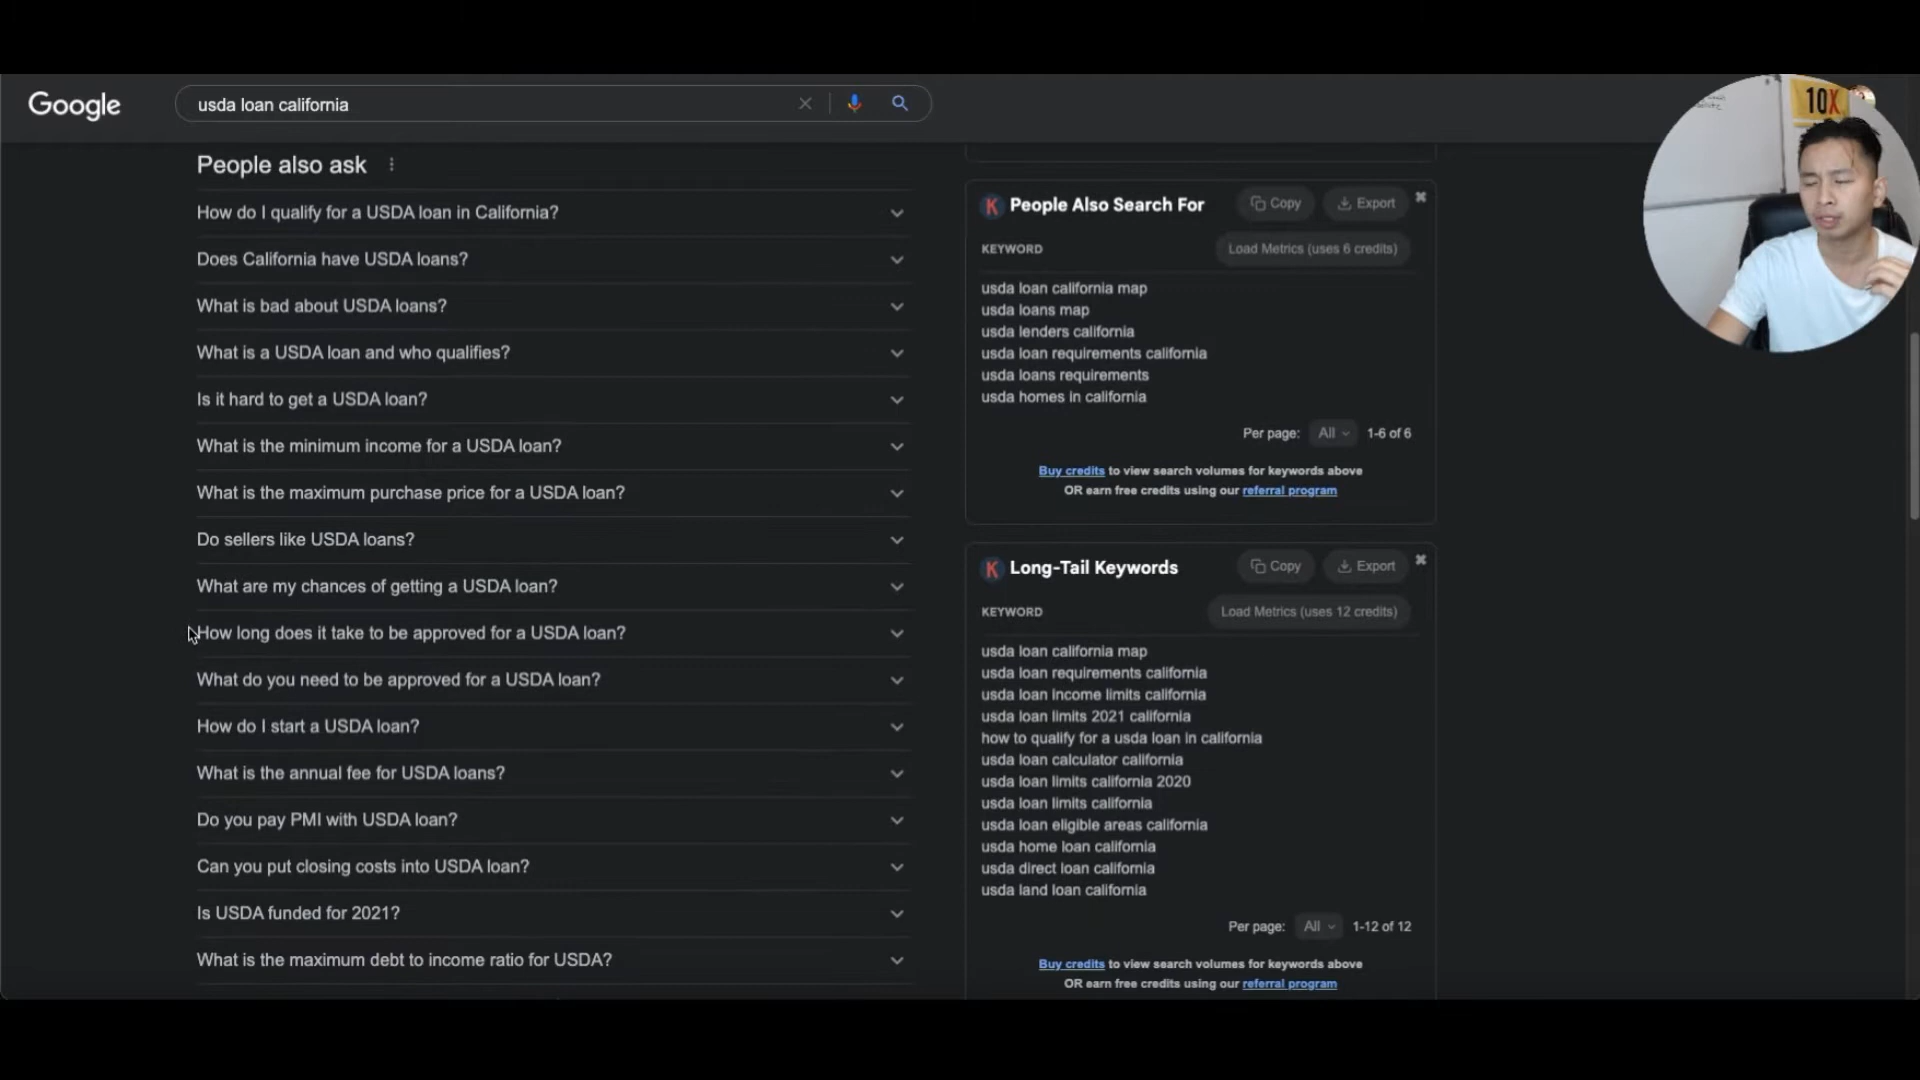 Google
usda loan california
10X
People also ask
How do I qualify for a USDA loan in California?
Does California have USDA loans?
What is bad about USDA loans?
What is a USDA loan and who qualifies?
Is it hard to get a USDA loan?
What is the minimum income for a USDA loan?
What is the maximum purchase price for a USDA loan?
Do sellers like USDA loans?
What are my chances of getting a USDA loan?
How long does it take to be approved for a USDA loan?
What do you need to be approved for a USDA loan?
How do I start a USDA loan?
What is the annual fee for USDA loans?
Do you pay PMI with USDA loan?
Can you put closing costs into USDA loan?
Is USDA funded for 2021?
What is the maximum debt to income ratio for USDA?
K People Also Search For Copy Export
KEYWORD Load Metrics (uses 6 credits)
usda loan california map
usda loans map
usda lenders california
usda loan requirements california
usda loans requirements
usda homes in california
Per page: All 1-6 of 6
Buy credits to view search volumes for keywords above
OR earn free credits using our referral program
K Long-Tail Keywords Copy Export
KEYWORD Load Metrics (uses 12 credits)
usda loan california map
usda loan requirements california
usda loan income limits california
usda loan limits 2021 california
how to qualify for a usda loan in california
usda loan calculator california
usda loan limits california 2020
usda loan limits california
usda loan eligible areas california
usda home loan california
usda direct loan california
usda land loan california
Per page: All 1-12 of 12
Buy credits to view search volumes for keywords above
OR earn free credits using our referral program